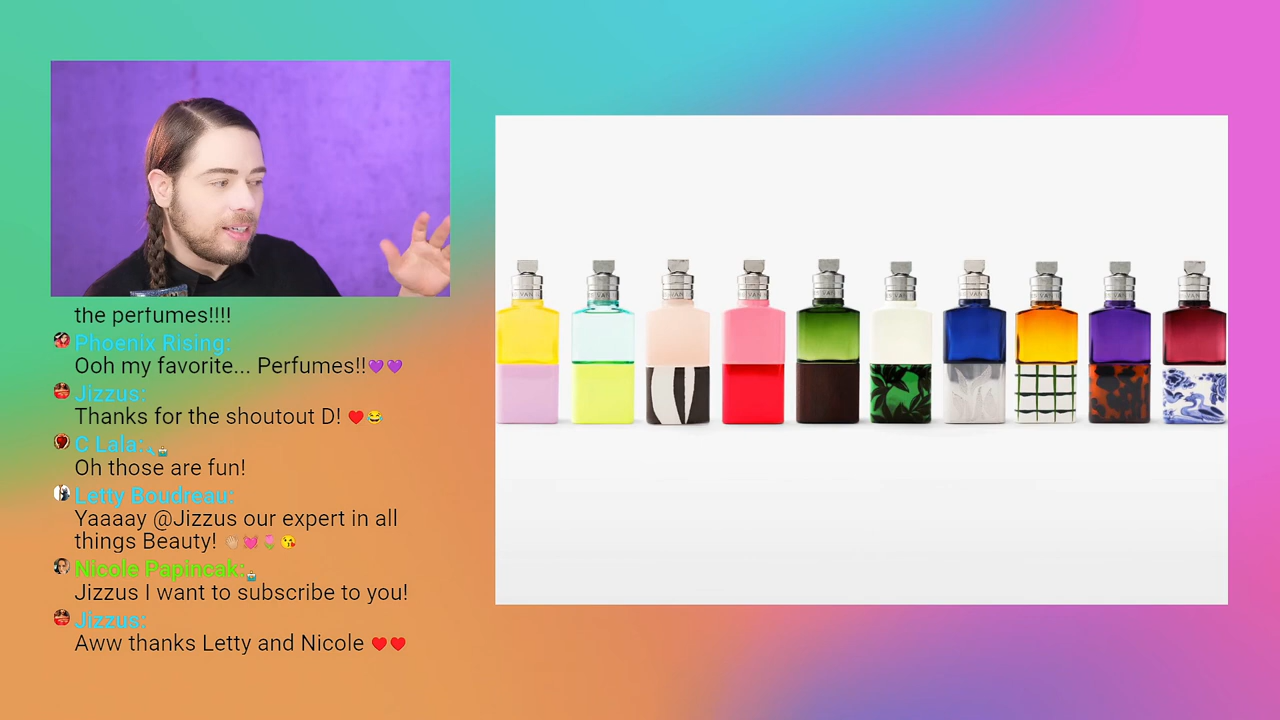 the perfumes!!!!
Phoenix Rising:
Ooh my favorite... Perfumes!!💜💜
Jizzus:
Thanks for the shoutout D! ❤️😂
C Lala:
Oh those are fun!
Letty Boudreau:
Yaaaay @Jizzus our expert in all
things Beauty! 👏🏼💓🌷😘
Nicole Papincak:
Jizzus I want to subscribe to you!
Jizzus:
Aww thanks Letty and Nicole ❤️❤️